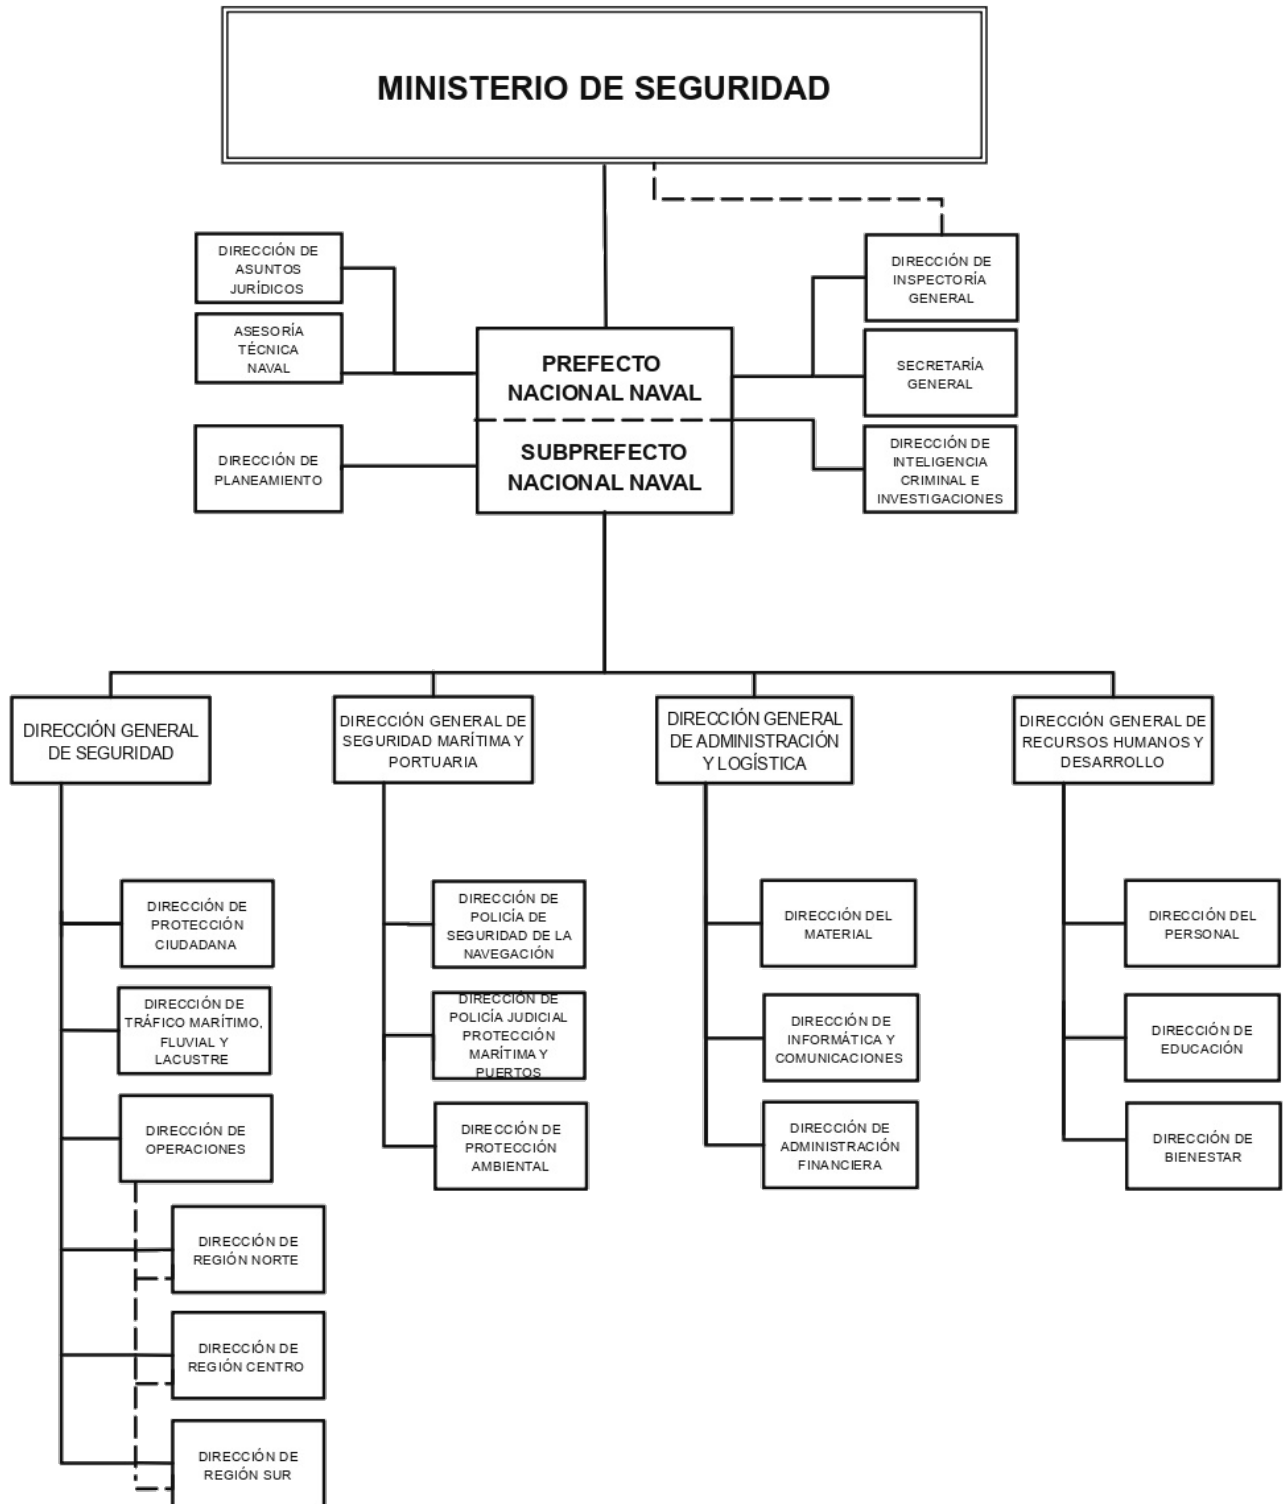 MINISTERIO DE SEGURIDAD
DIRECCIÓN DE
ASUNTOS
JURÍDICOS
ASESORÍA
TÉCNICA
NAVAL
DIRECCIÓN DE
PLANEAMIENTO
PREFECTO
NACIONAL NAVAL
SUBPREFECTO
NACIONAL NAVAL
DIRECCIÓN DE
INSPECTORÍA
GENERAL
SECRETARÍA
GENERAL
DIRECCIÓN DE
INTELIGENCIA
CRIMINAL E
INVESTIGACIONES
DIRECCIÓN GENERAL
DE SEGURIDAD
DIRECCIÓN GENERAL DE
SEGURIDAD MARÍTIMA Y
PORTUARIA
DIRECCIÓN GENERAL
DE ADMINISTRACIÓN
Y LOGÍSTICA
DIRECCIÓN GENERAL DE
RECURSOS HUMANOS Y
DESARROLLO
DIRECCIÓN DE
PROTECCIÓN
CIUDADANA
DIRECCIÓN DE
TRÁFICO MARÍTIMO,
FLUVIAL Y
LACUSTRE
DIRECCIÓN DE
OPERACIONES
DIRECCIÓN DE
REGIÓN NORTE
DIRECCIÓN DE
REGIÓN CENTRO
DIRECCIÓN DE
REGIÓN SUR
DIRECCIÓN DE
POLICÍA DE
SEGURIDAD DE LA
NAVEGACIÓN
DIRECCIÓN DE
POLICÍA JUDICIAL
PROTECCIÓN
MARÍTIMA Y
PUERTOS
DIRECCIÓN DE
PROTECCIÓN
AMBIENTAL
DIRECCIÓN DEL
MATERIAL
DIRECCIÓN DE
INFORMÁTICA Y
COMUNICACIONES
DIRECCIÓN DE
ADMINISTRACIÓN
FINANCIERA
DIRECCIÓN DEL
PERSONAL
DIRECCIÓN DE
EDUCACIÓN
DIRECCIÓN DE
BIENESTAR